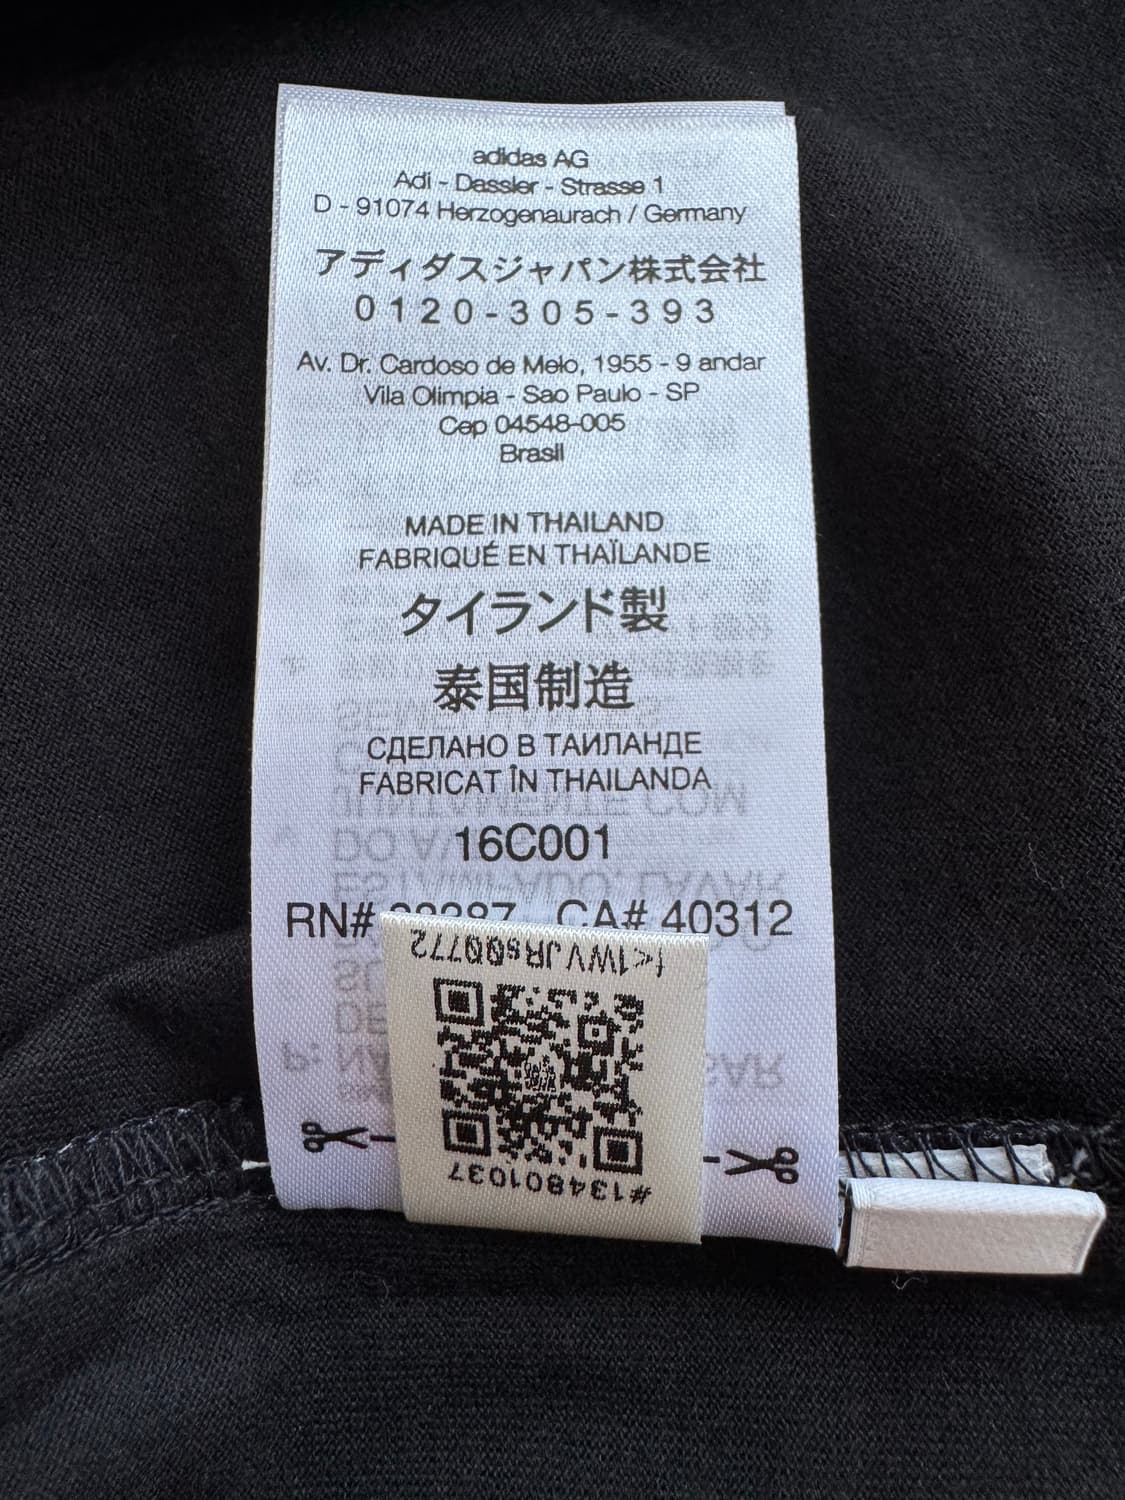 adidas AG
Adi - Dassler - Strasse 1
D - 91074 Herzogenaurach / Germany
アディダスジャパン株式会社
0120-305-393
Av. Dr. Cardoso de Melo, 1955 - 9 andar
Vila Olimpia - Sao Paulo - SP
Cep 04548-005
Brasil
MADE IN THAILAND
FABRIQUÉ EN THAÏLANDE
タイランド製
泰国制造
СДЕЛАНО В ТАИЛАНДЕ
FABRICAT ÎN THAILANDA
16C001
RN# CA# 40312
#134801037